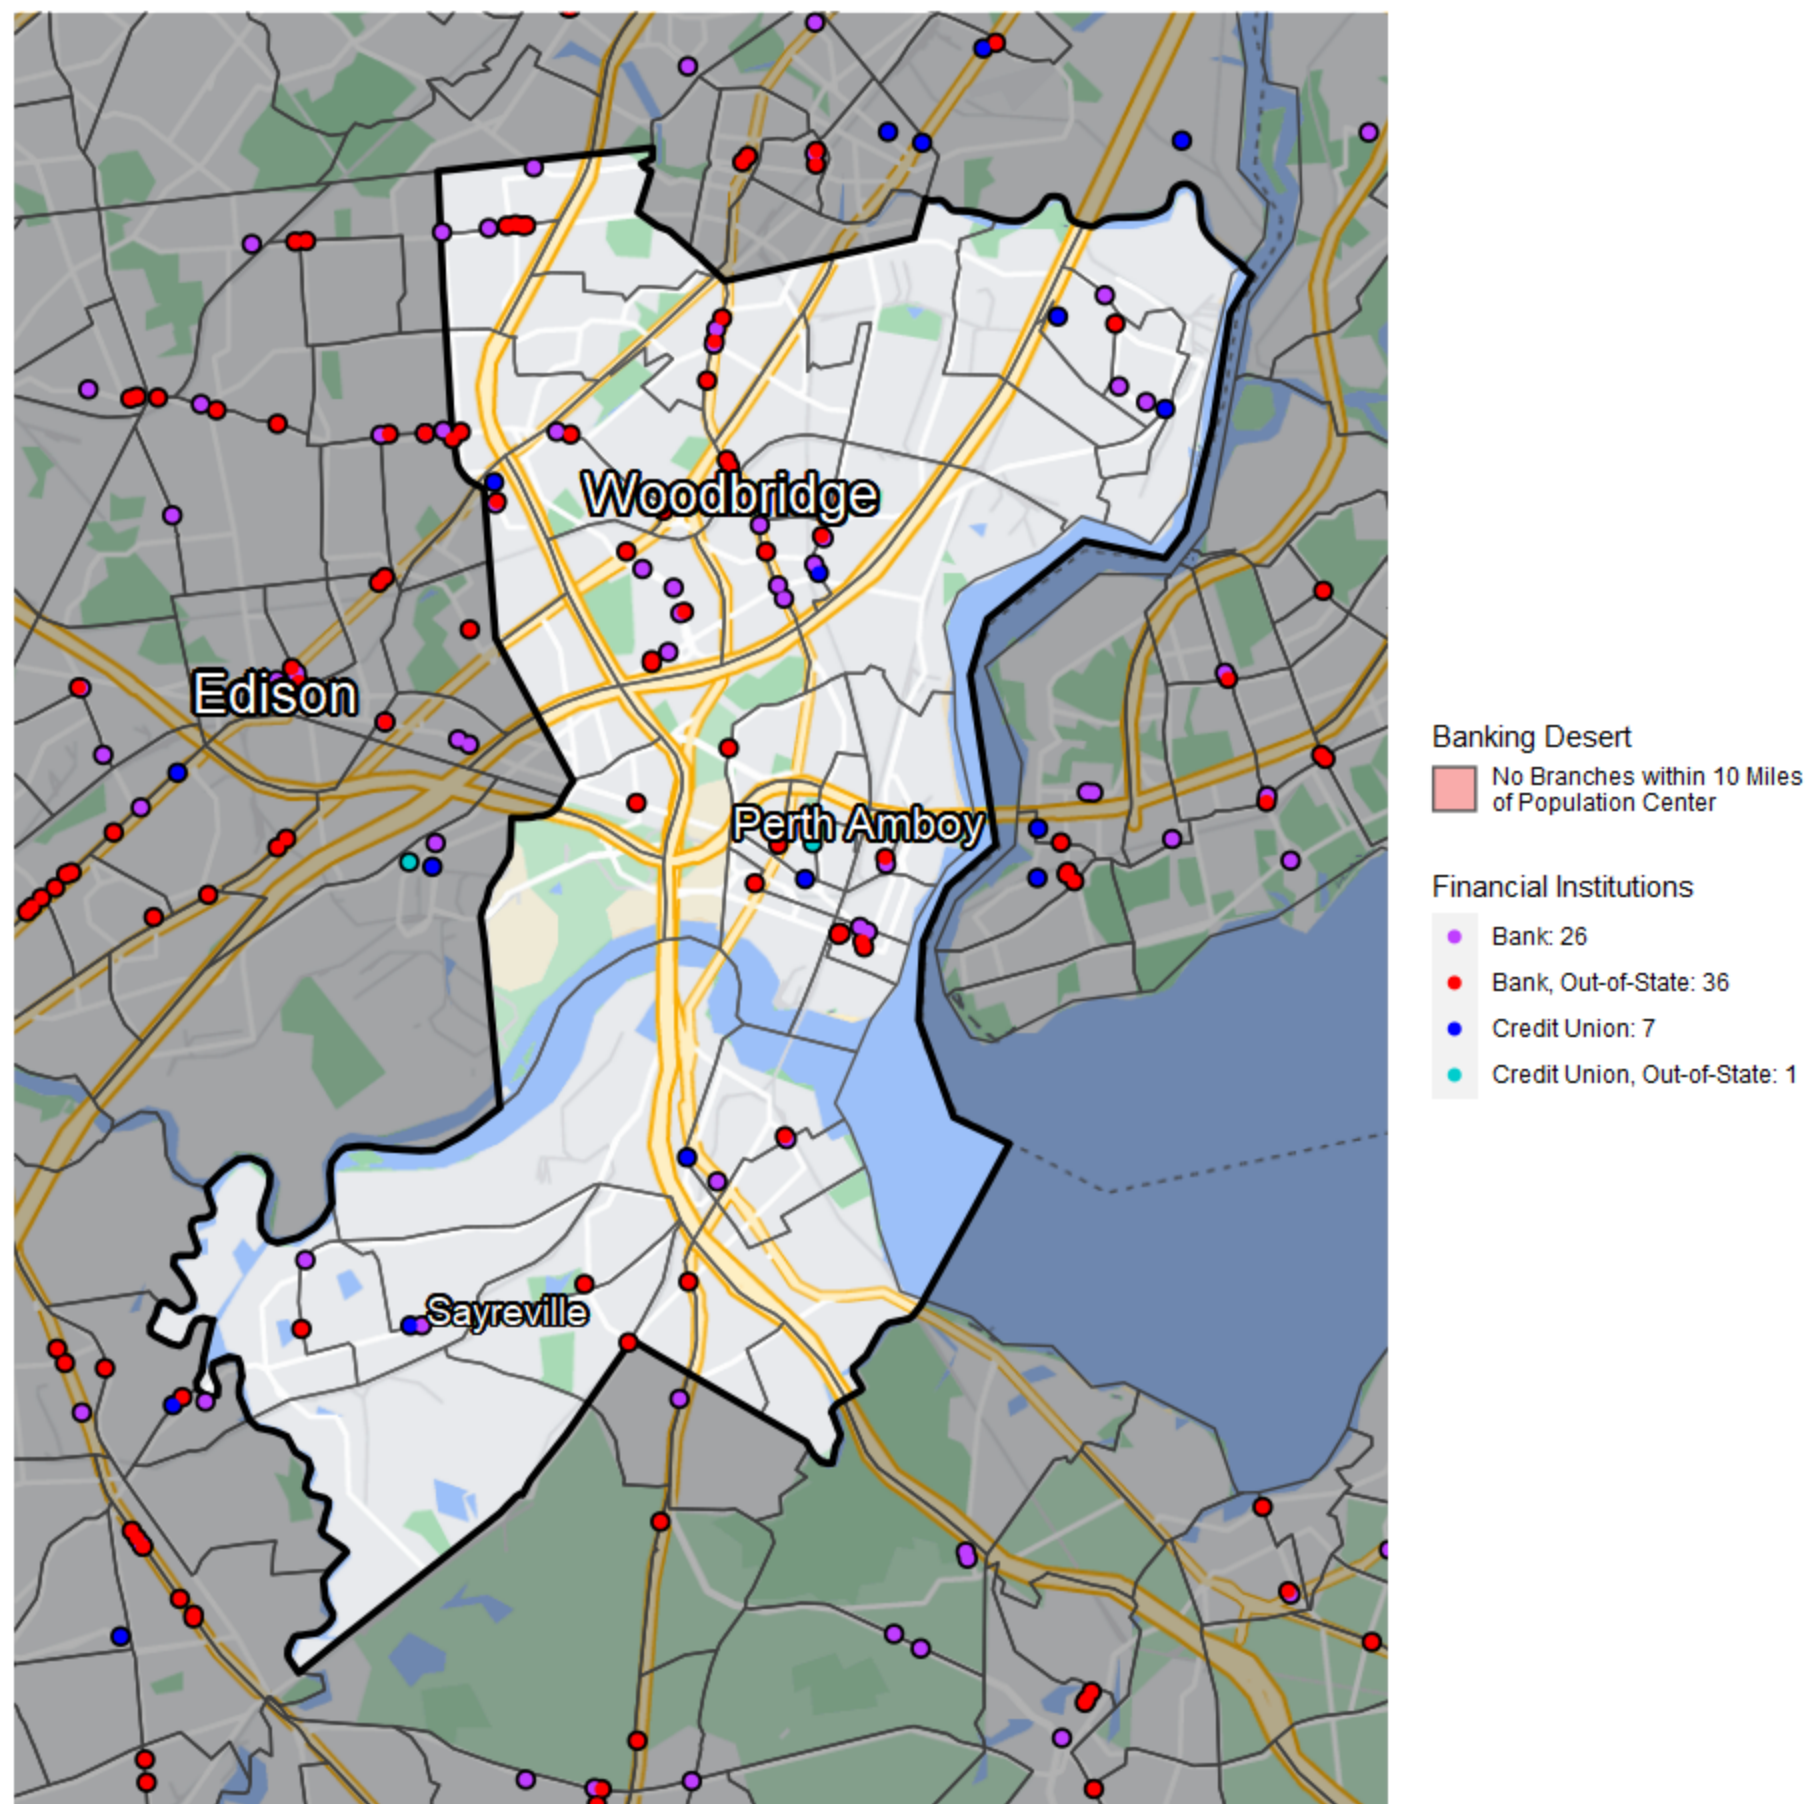 Woodbridge
Edison
Perth Amboy
Sayreville
Banking Desert
No Branches within 10 Miles
of Population Center
Financial Institutions
Bank: 26
Bank, Out-of-State: 36
Credit Union: 7
Credit Union, Out-of-State: 1